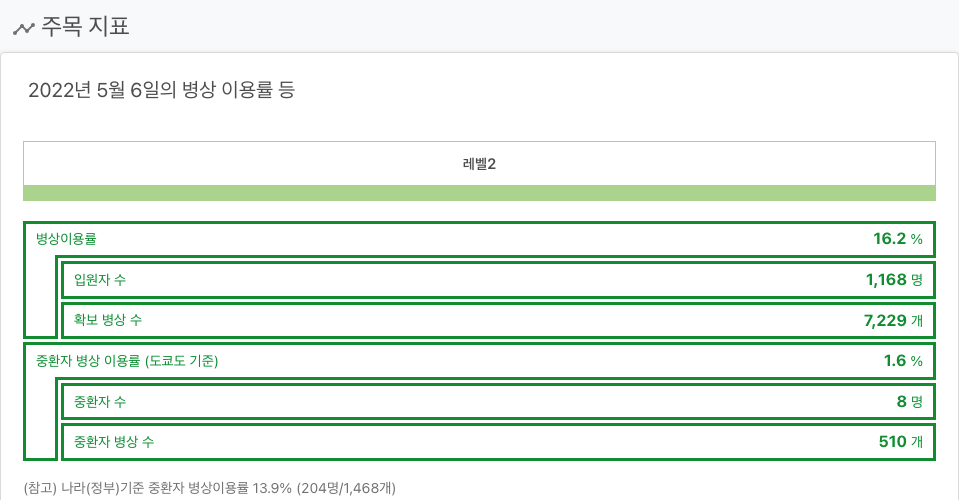 주목 지표
2022년 5월 6일의 병상 이용률 등
레벨2
병상이용률 16.2 %
입원자 수 1,168 명
확보 병상 수 7,229 개
중환자 병상 이용률 (도쿄도 기준) 1.6 %
중환자 수 8 명
중환자 병상 수 510 개
(참고) 나라(정부)기준 중환자 병상이용률 13.9% (204명/1,468개)